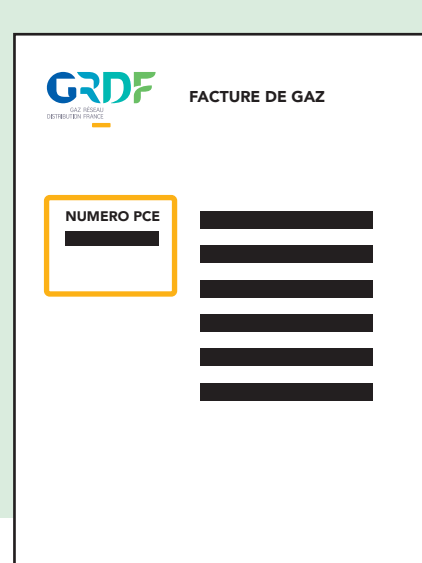 GRDF
GAZ RÉSEAU
DISTRIBUTION FRANCE
FACTURE DE GAZ
NUMERO PCE